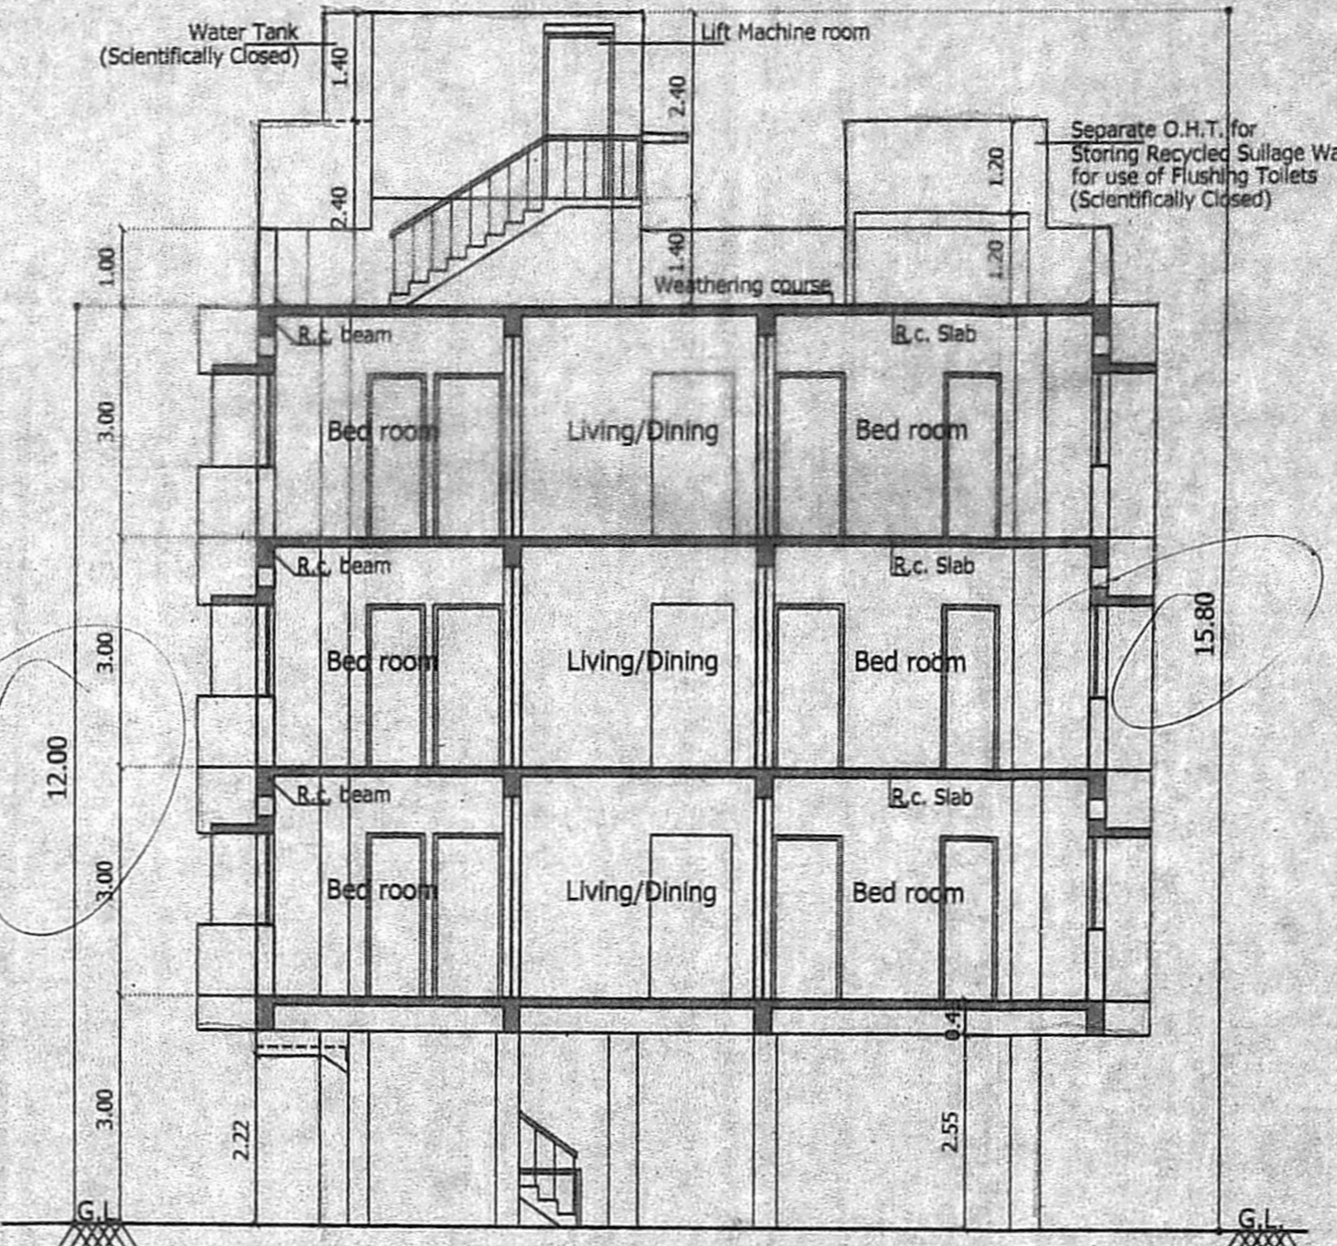 Water Tank
(Scientifically Closed)
1.40
Lift Machine room
2.40
Separate O.H.T. for
Storing Recycled Sullage Wa
for use of Flushing Toilets
(Scientifically Closed)
1.20
2.40
1.00
1.40
1.20
Weathering course
R.c. beam
R.c. Slab
3.00
Bed room
Living/Dining
Bed room
R.c. beam
R.c. Slab
15.80
3.00
Bed room
Living/Dining
Bed room
12.00
R.c. beam
R.c. Slab
3.00
Bed room
Living/Dining
Bed room
0.4
3.00
2.22
2.55
G.L
G.L.